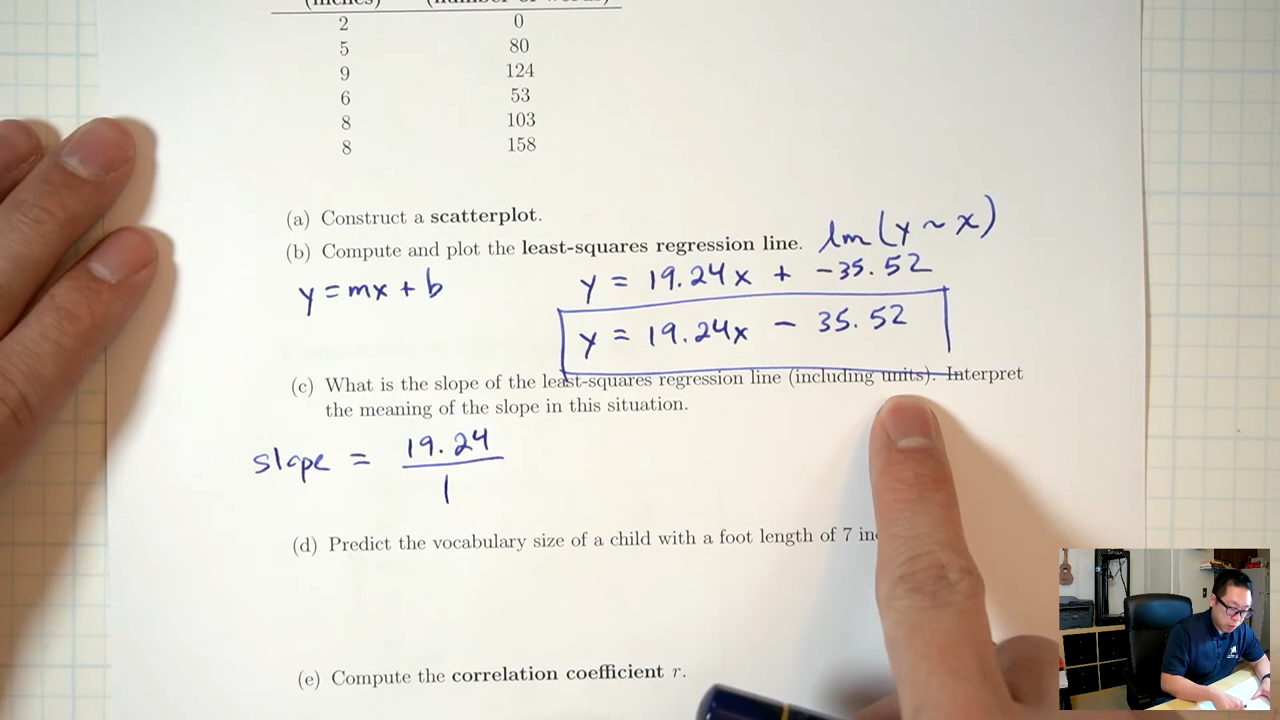 2 0
5 80
9 124
6 53
8 103
8 158
(a) Construct a scatterplot.
(b) Compute and plot the least-squares regression line. lm(y ~ x)
y = mx + b y = 19.24x + -35.52
y = 19.24x - 35.52
(c) What is the slope of the least-squares regression line (including units). Interpret
the meaning of the slope in this situation.
slope = 19.24
1
(d) Predict the vocabulary size of a child with a foot length of 7
(e) Compute the correlation coefficient r.